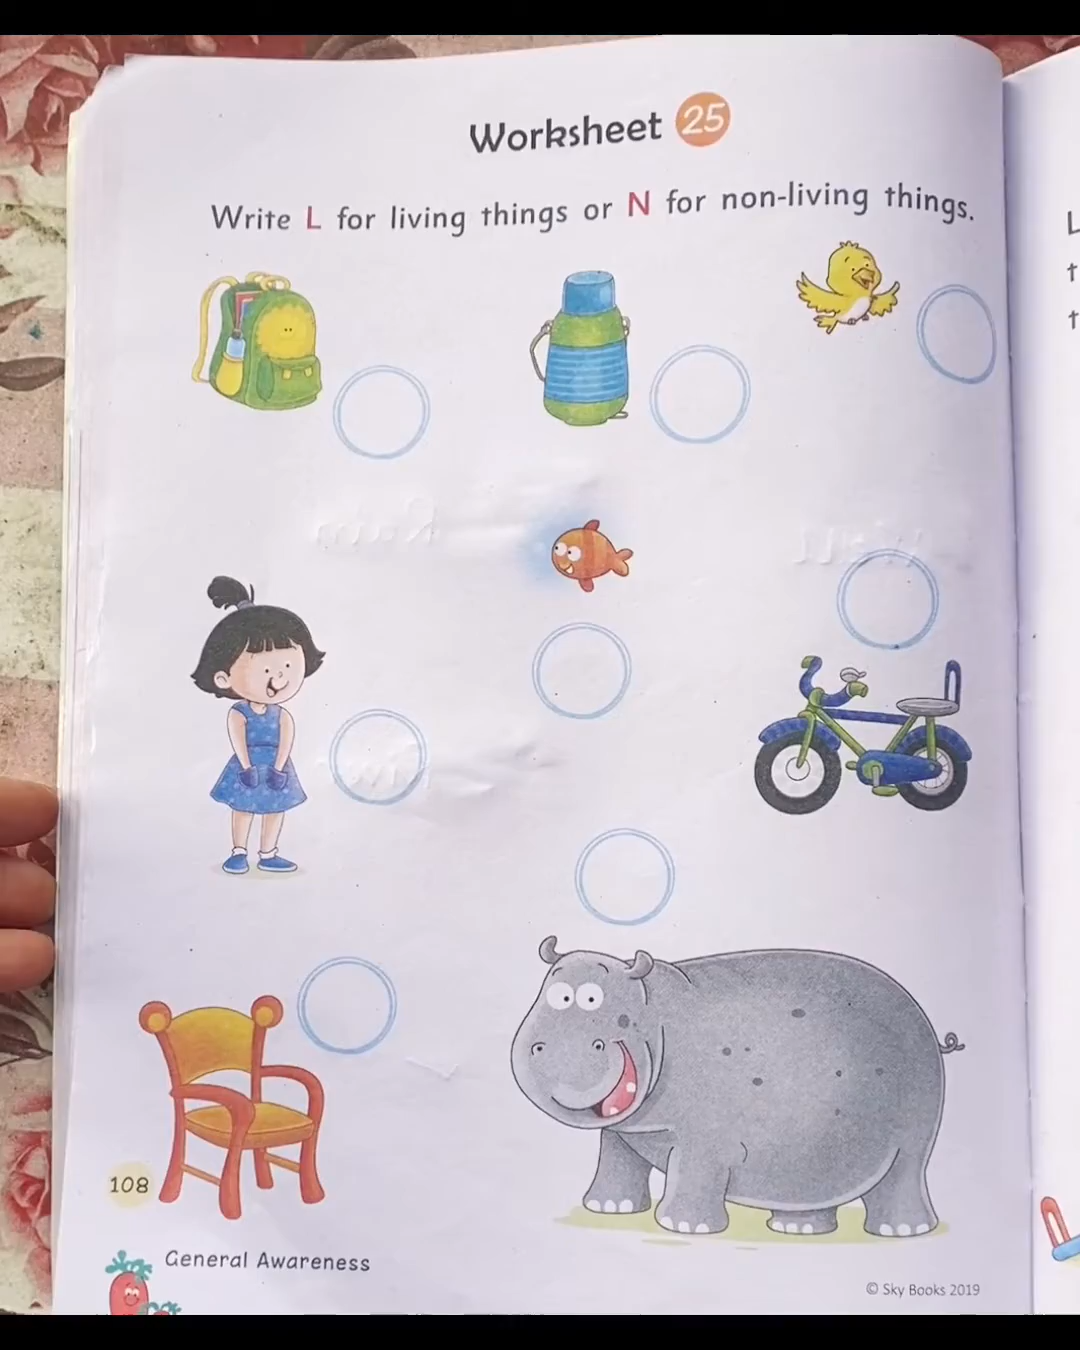 Worksheet 25
Write L for living things or N for non-living things.
108
General Awareness
© Sky Books 2019
L
t
t